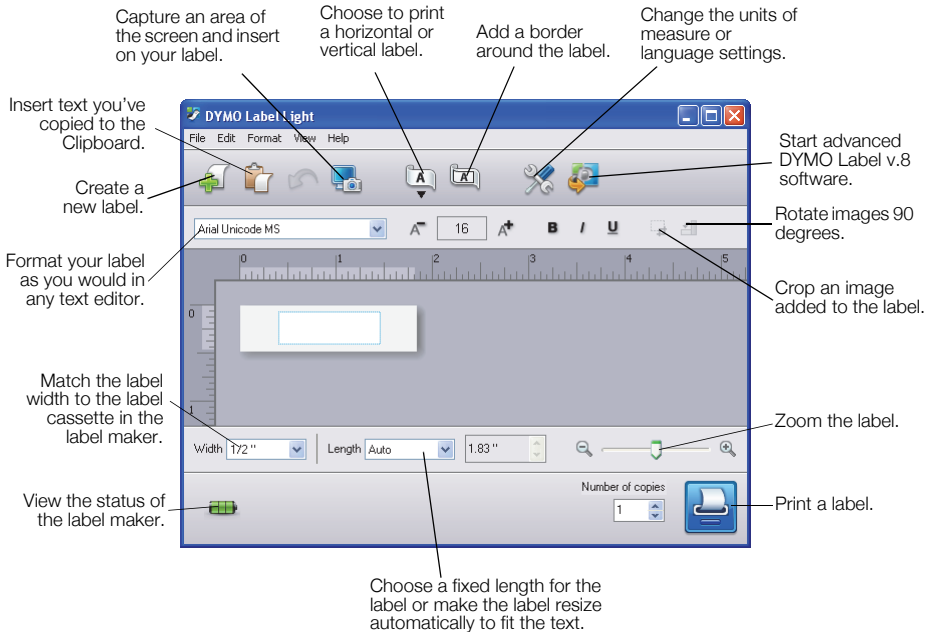 Capture an area of
the screen and insert
on your label.
Choose to print
a horizontal or
vertical label.
Add a border
around the label.
Change the units of
measure or
language settings.
Insert text you've
copied to the
Clipboard.
Create a
new label.
Format your label
as you would in
any text editor.
Match the label
width to the label
cassette in the
label maker.
View the status of
the label maker.
DYMO Label Light
File Edit Format View Help
A A
Arial Unicode MS A 16 A B I U
0 1 2 3 4 5
0
1
Width 1/2 " Length Auto 1.83 "
Number of copies
1
Start advanced
DYMO Label v.8
software.
Rotate images 90
degrees.
Crop an image
added to the label.
Zoom the label.
Print a label.
Choose a fixed length for the
label or make the label resize
automatically to fit the text.